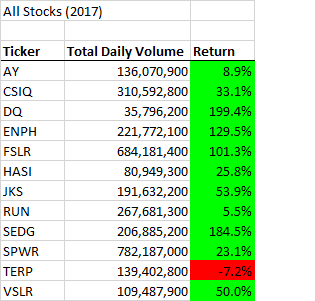 All Stocks (2017)
Ticker Total Daily Volume Return
AY 136,070,900 8.9%
CSIQ 310,592,800 33.1%
DQ 35,796,200 199.4%
ENPH 221,772,100 129.5%
FSLR 684,181,400 101.3%
HASI 80,949,300 25.8%
JKS 191,632,200 53.9%
RUN 267,681,300 5.5%
SEDG 206,885,200 184.5%
SPWR 782,187,000 23.1%
TERP 139,402,800 -7.2%
VSLR 109,487,900 50.0%